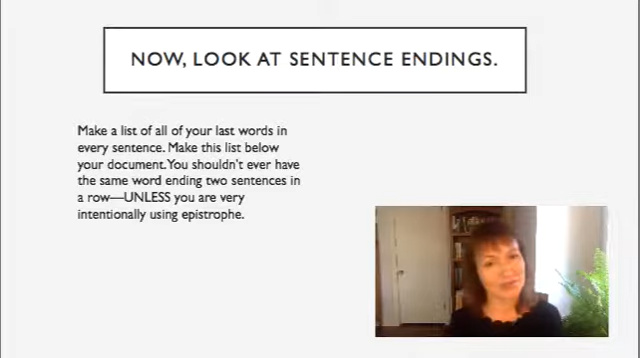 NOW, LOOK AT SENTENCE ENDINGS.
Make a list of all of your last words in
every sentence. Make this list below
your document. You shouldn't ever have
the same word ending two sentences in
a row—UNLESS you are very
intentionally using epistrophe.